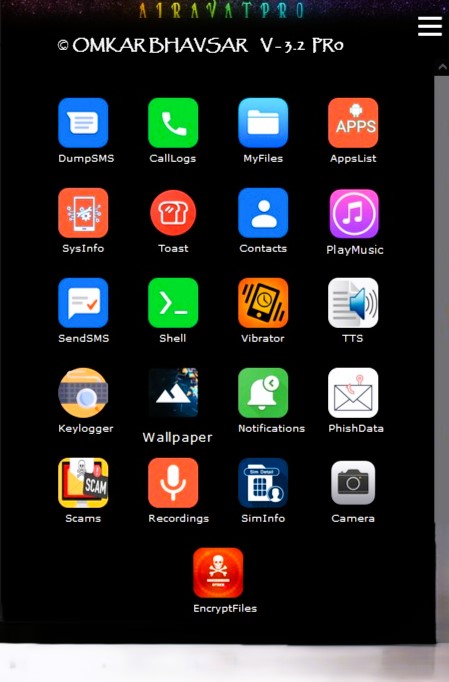 AIRAVATPRO
© OMKAR BHAVSAR V-3.2 PRo
DumpSMS CallLogs MyFiles AppsList
APPS
SysInfo Toast Contacts PlayMusic
SendSMS Shell Vibrator TTS
Keylogger Wallpaper Notifications PhishData
SCAM
Sim Detail
Scams Recordings SimInfo Camera
EncryptFiles